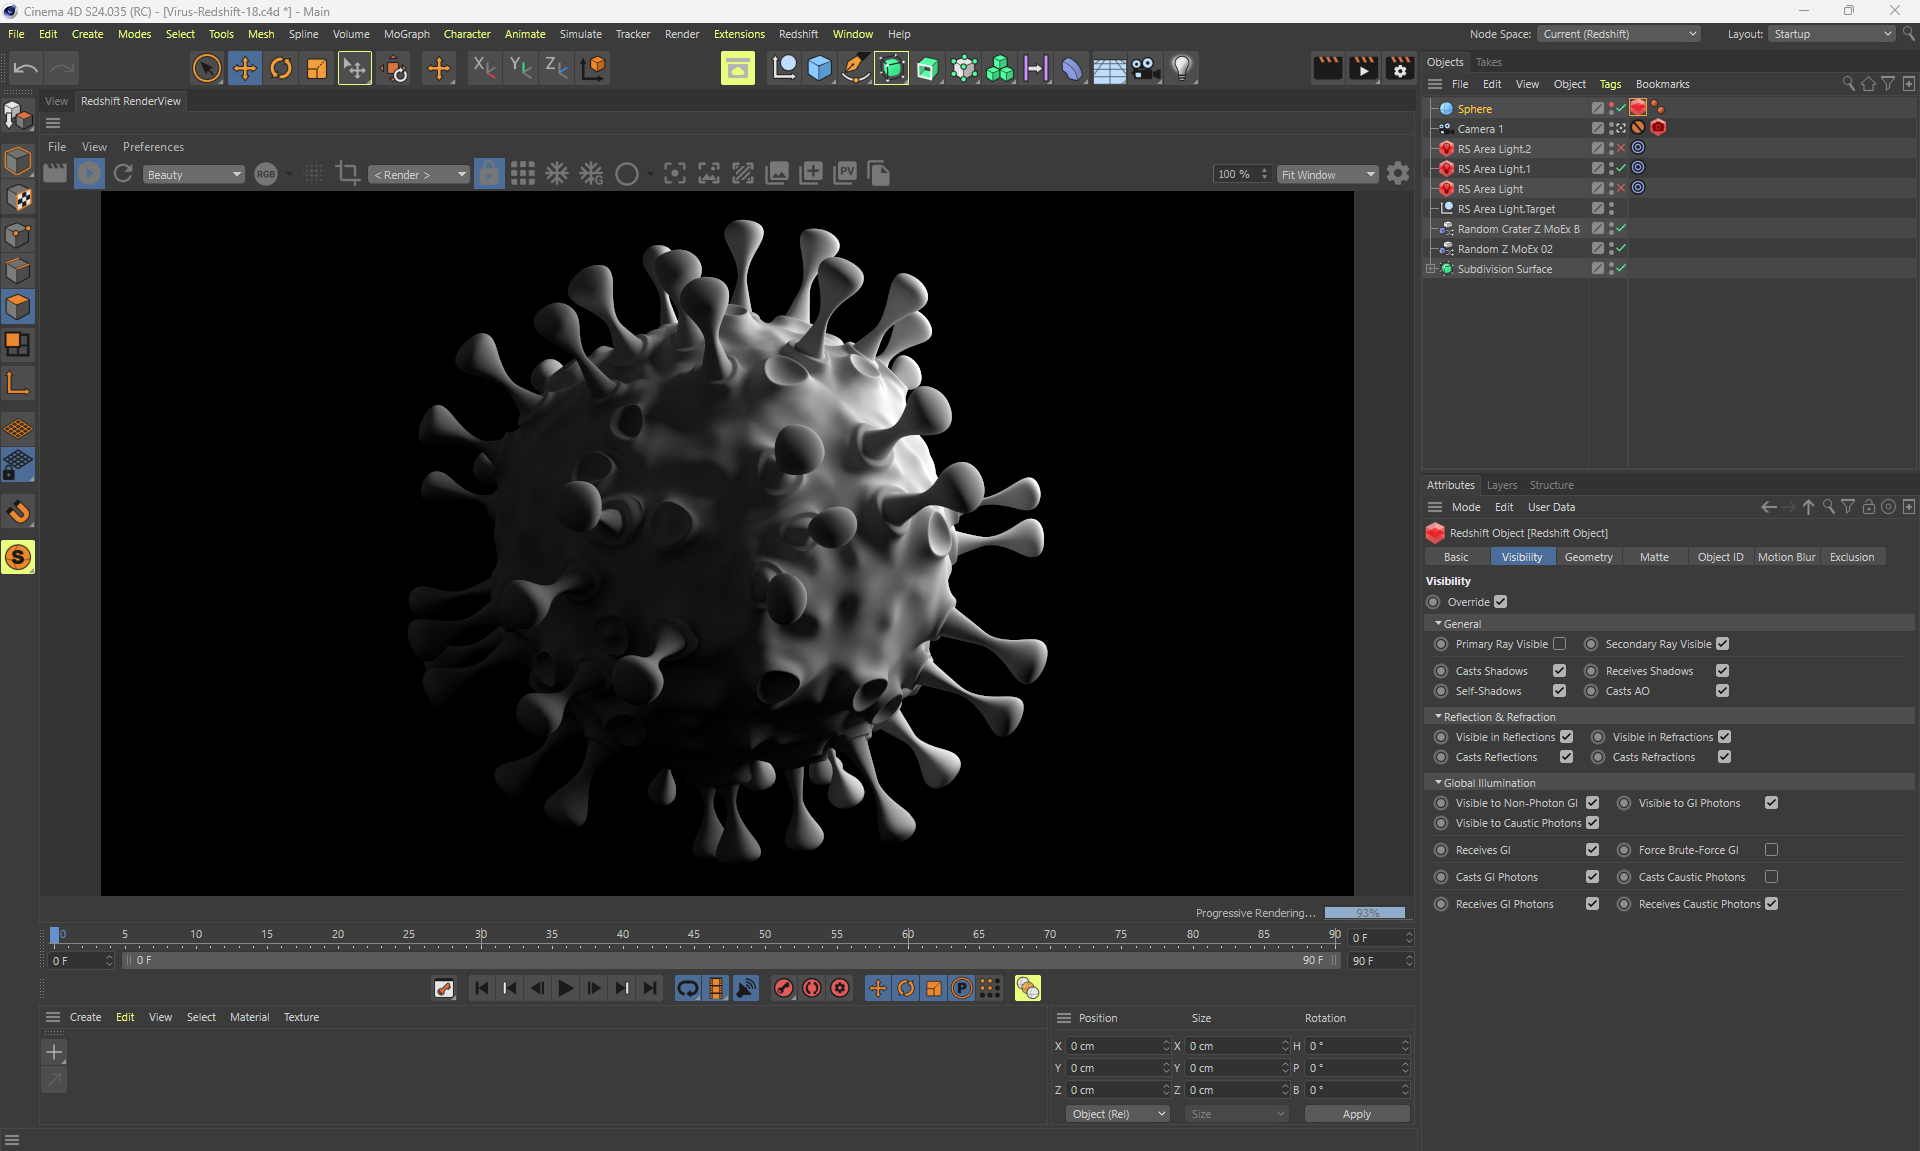 Cinema 4D S24.035 (RC) - [Virus-Redshift-18.c4d *] - Main
File Edit Create Modes Select Tools Mesh Spline Volume MoGraph Character Animate Simulate Tracker Render Extensions Redshift Window Help Node Space: Current (Redshift) Layout: Startup
X Y Z
Objects Takes
File Edit View Object Tags Bookmarks
View Redshift RenderView
Sphere
Camera 1
RS Area Light.2
RS Area Light.1
RS Area Light
RS Area Light.Target
Random Crater Z MoEx B
Random Z MoEx 02
Subdivision Surface
File View Preferences
Beauty RGB < Render > G PV 100 % Fit Window
S
Attributes Layers Structure
Mode Edit User Data
Redshift Object [Redshift Object]
Basic Visibility Geometry Matte Object ID Motion Blur Exclusion
Visibility
Override
General
Primary Ray Visible Secondary Ray Visible
Casts Shadows Receives Shadows
Self-Shadows Casts AO
Reflection & Refraction
Visible in Reflections Visible in Refractions
Casts Reflections Casts Refractions
Global Illumination
Visible to Non-Photon GI Visible to GI Photons
Visible to Caustic Photons
Receives GI Force Brute-Force GI
Casts GI Photons Casts Caustic Photons
Receives GI Photons Receives Caustic Photons
Progressive Rendering... 93%
0 5 10 15 20 25 30 35 40 45 50 55 60 65 70 75 80 85 90 0 F
0 F 0 F 90 F 90 F
P
Create Edit View Select Material Texture
Position Size Rotation
X 0 cm X 0 cm H 0 °
Y 0 cm Y 0 cm P 0 °
Z 0 cm Z 0 cm B 0 °
Object (Rel) Size Apply